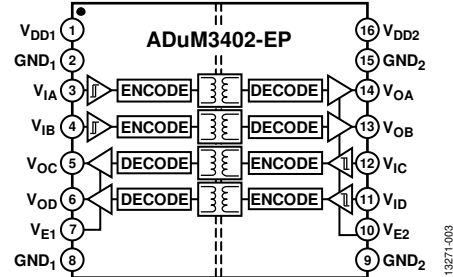 ADuM3402-EP
VDD1 1
16 VDD2
GND1 2
15 GND2
VIA 3 ENCODE DECODE 14 VOA
VIB 4 ENCODE DECODE 13 VOB
VOC 5 DECODE ENCODE 12 VIC
VOD 6 DECODE ENCODE 11 VID
VE1 7
10 VE2
GND1 8
9 GND2
13271-003